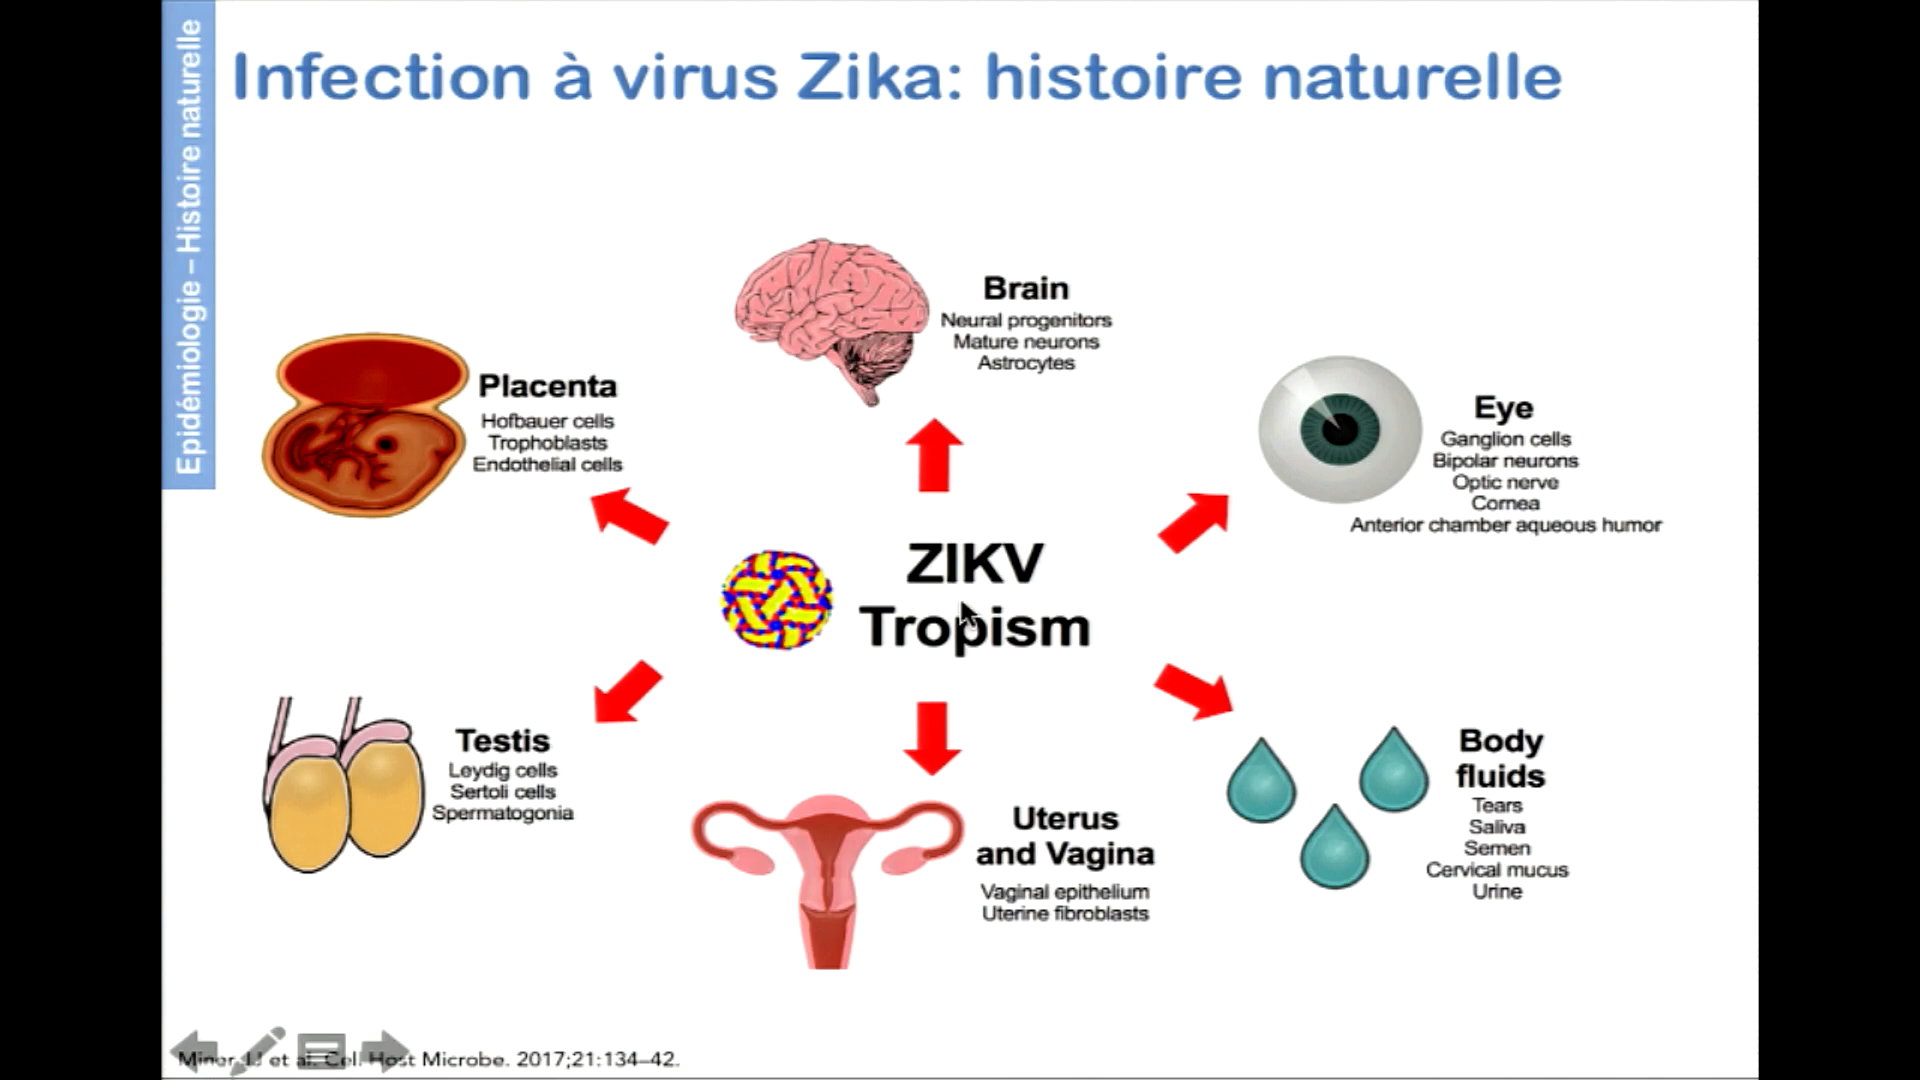 Epidémiologie – Histoire naturelle
Infection à virus Zika: histoire naturelle
Brain
Neural progenitors
Mature neurons
Astrocytes
Placenta
Hofbauer cells
Trophoblasts
Endothelial cells
Eye
Ganglion cells
Bipolar neurons
Optic nerve
Cornea
Anterior chamber aqueous humor
ZIKV
Tropism
Testis
Leydig cells
Sertoli cells
Spermatogonia
Uterus
and Vagina
Vaginal epithelium
Uterine fibroblasts
Body
fluids
Tears
Saliva
Semen
Cervical mucus
Urine
Miner JJ et al. Cell Host Microbe. 2017;21:134–42.